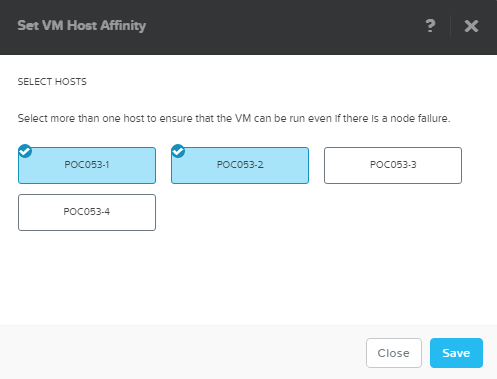 Set VM Host Affinity ? ×
SELECT HOSTS
Select more than one host to ensure that the VM can be run even if there is a node failure.
POC053-1 POC053-2 POC053-3
POC053-4
Close Save